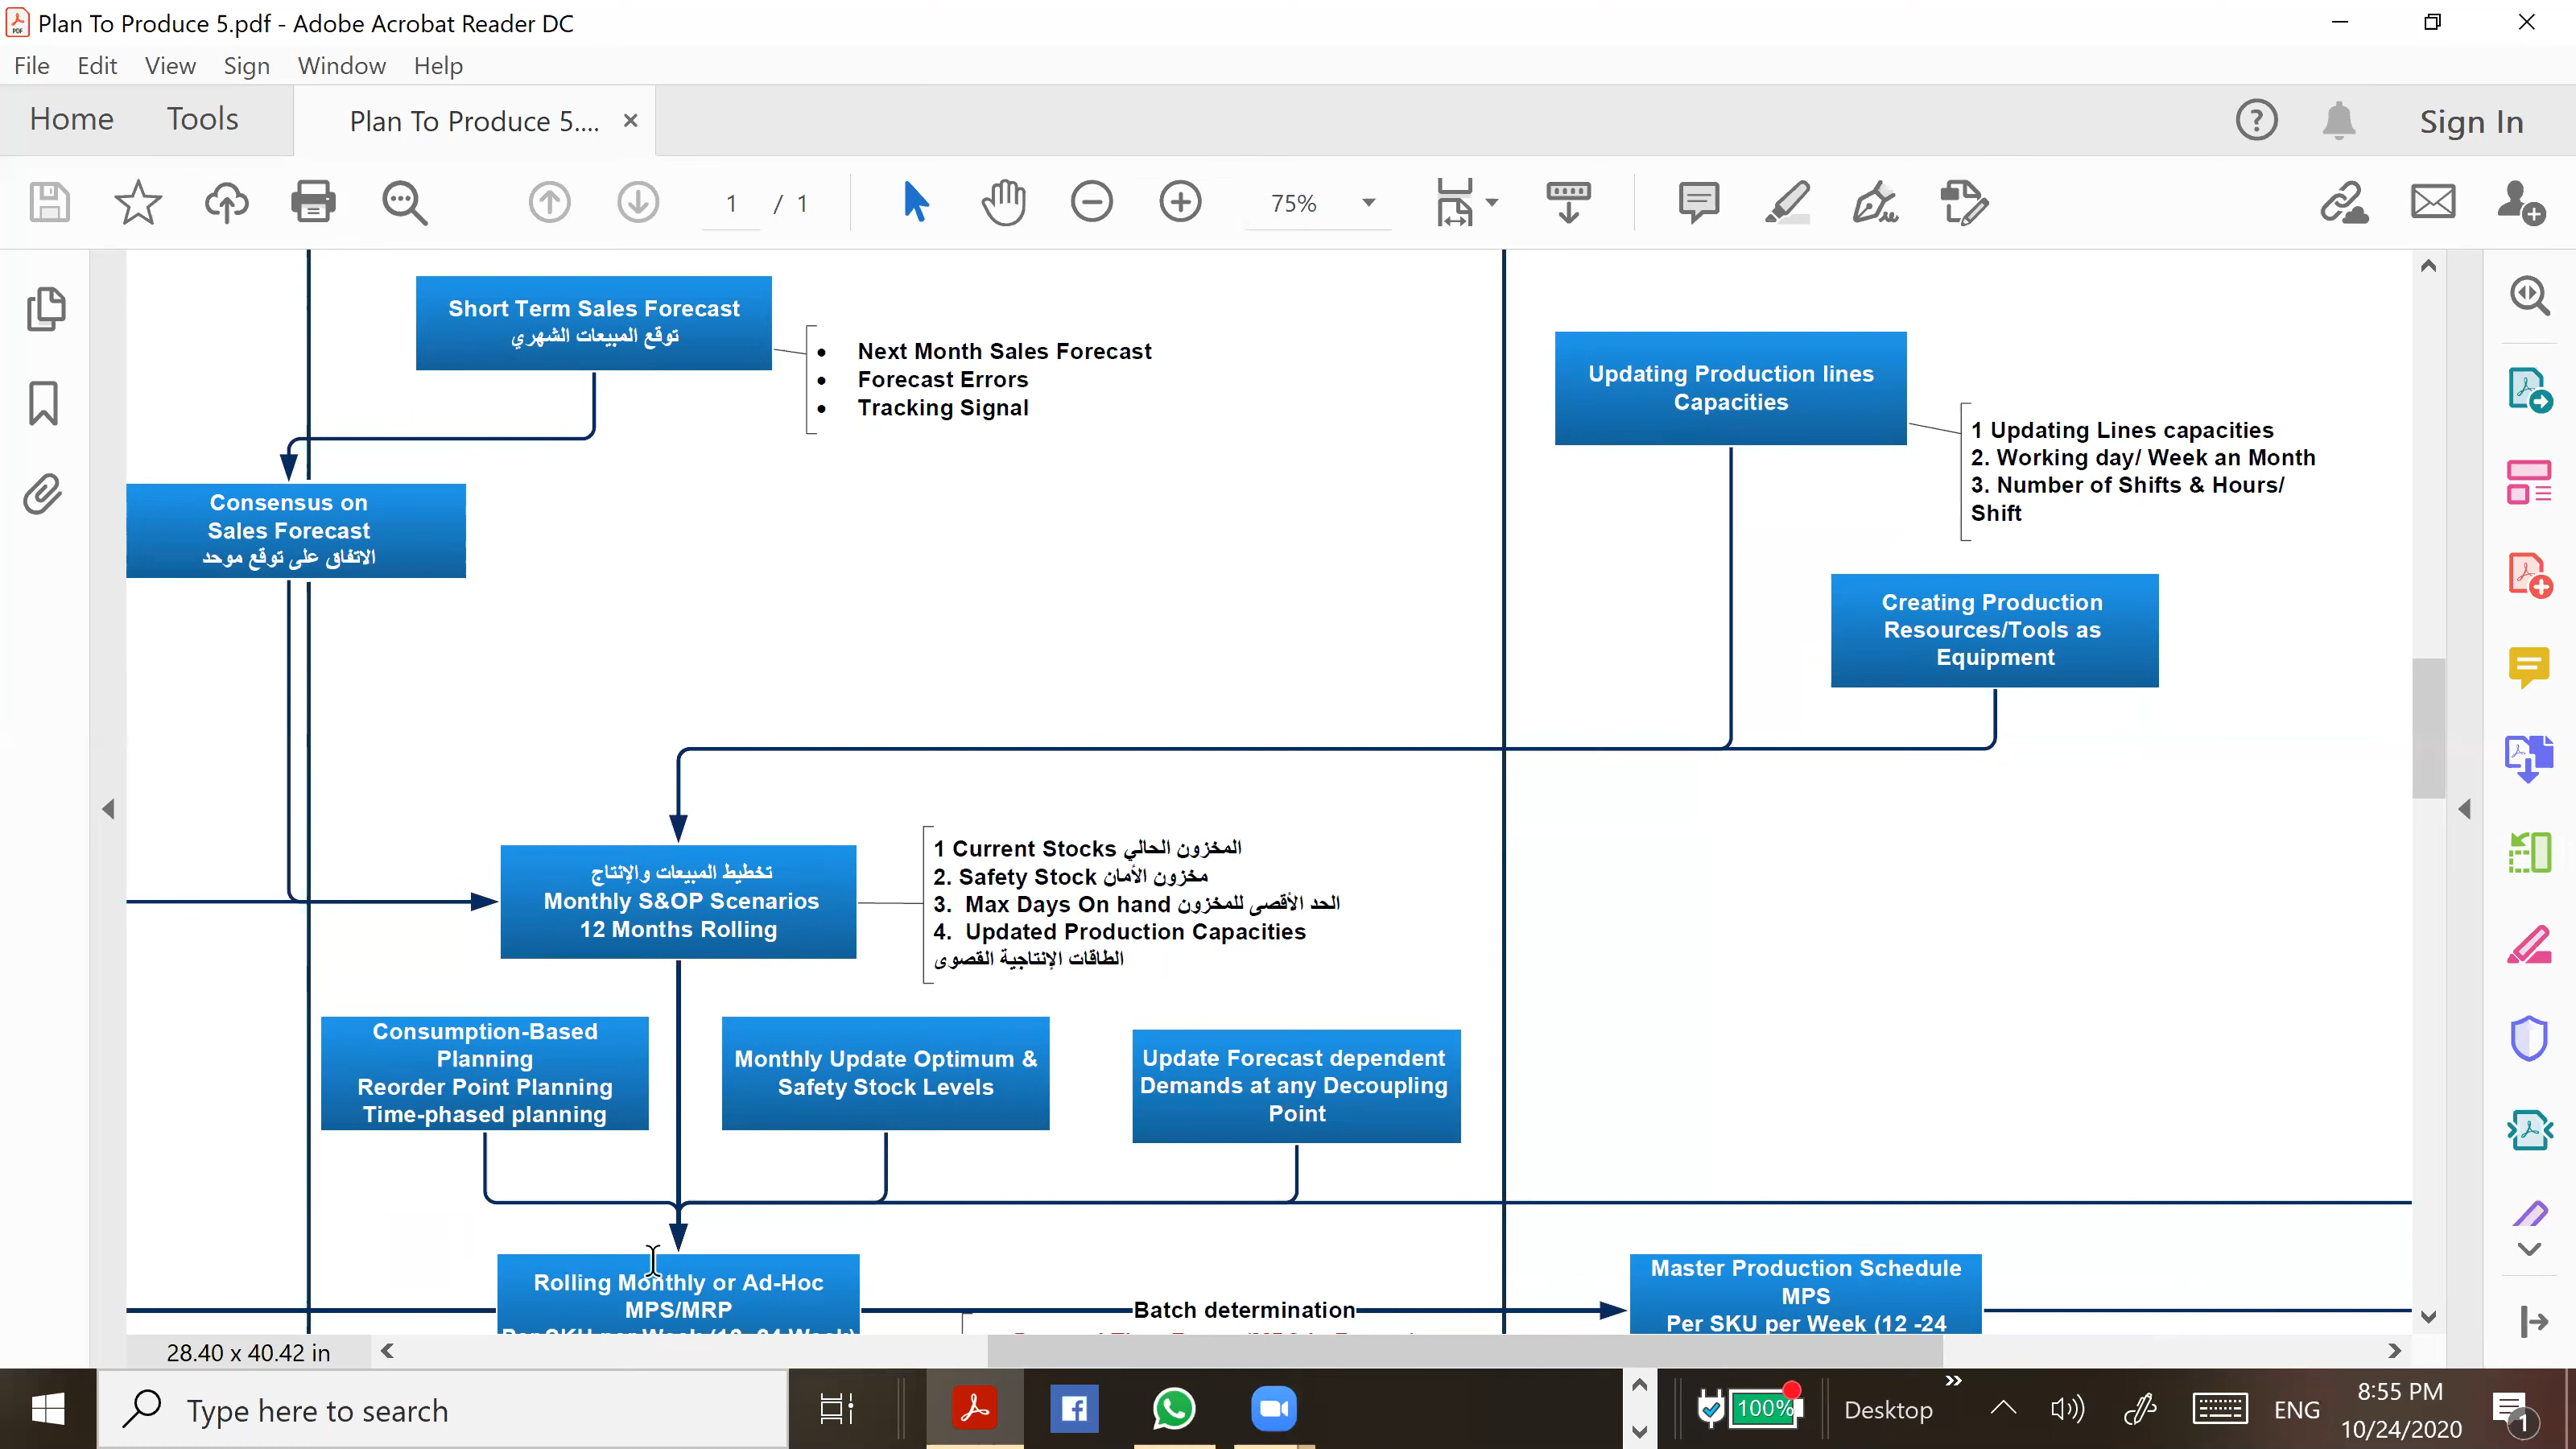 Plan To Produce 5.pdf - Adobe Acrobat Reader DC
File Edit View Sign Window Help
Home Tools Plan To Produce 5.... Sign In
1 / 1 75%
Short Term Sales Forecast
توقع المبيعات الشهري
• Next Month Sales Forecast
• Forecast Errors
• Tracking Signal
Updating Production lines
Capacities
1 Updating Lines capacities
2. Working day/ Week an Month
3. Number of Shifts & Hours/
Shift
Consensus on
Sales Forecast
الاتفاق على توقع موحد
Creating Production
Resources/Tools as
Equipment
تخطيط المبيعات والإنتاج
Monthly S&OP Scenarios
12 Months Rolling
1 Current Stocks المخزون الحالي
2. Safety Stock مخزون الأمان
3. Max Days On hand الحد الأقصى للمخزون
4. Updated Production Capacities
الطاقات الإنتاجية القصوى
Consumption-Based
Planning
Reorder Point Planning
Time-phased planning
Monthly Update Optimum &
Safety Stock Levels
Update Forecast dependent
Demands at any Decoupling
Point
Rolling Monthly or Ad-Hoc
MPS/MRP
Batch determination
Master Production Schedule
MPS
Per SKU per Week (12 -24
28.40 x 40.42 in
Type here to search
100%
Desktop
ENG
8:55 PM
10/24/2020
1